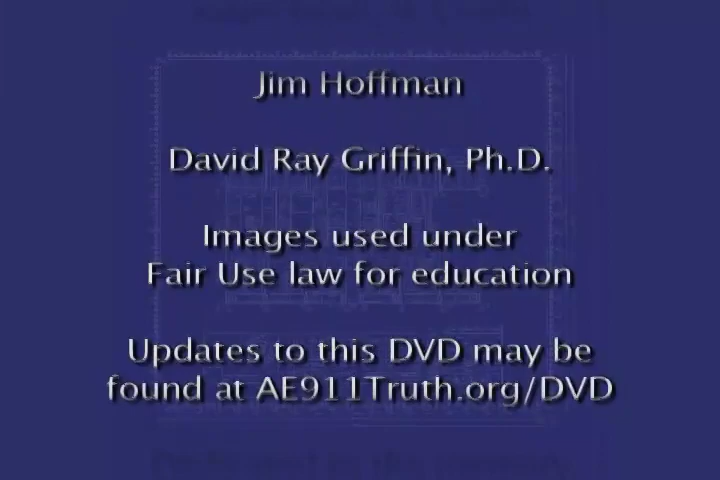 Jim Hoffman
David Ray Griffin, Ph.D.
Images used under
Fair Use law for education
Updates to this DVD may be
found at AE911Truth.org/DVD